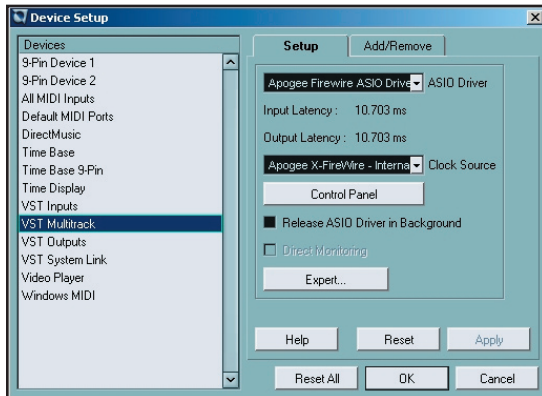 Device Setup
Devices
9-Pin Device 1
9-Pin Device 2
All MIDI Inputs
Default MIDI Ports
DirectMusic
Time Base
Time Base 9-Pin
Time Display
VST Inputs
VST Multitrack
VST Outputs
VST System Link
Video Player
Windows MIDI
Setup
Add/Remove
Apogee Firewire ASIO Drive ASIO Driver
Input Latency : 10.703 ms
Output Latency : 10.703 ms
Apogee X-FireWire - Interna Clock Source
Control Panel
Release ASIO Driver in Background
Direct Monitoring
Expert...
Help Reset Apply
Reset All OK Cancel